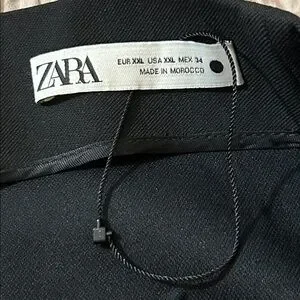 ZARA
EUR XXL USA XXL MEX 34
MADE IN MOROCCO